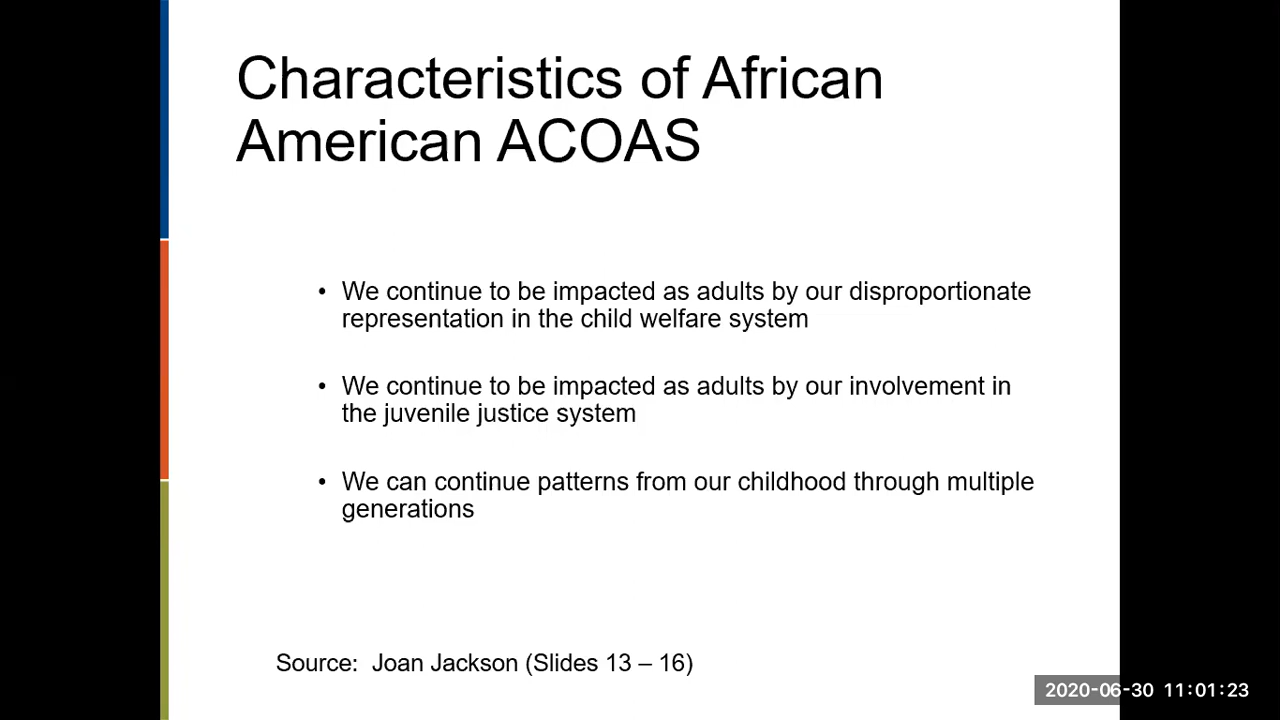 Characteristics of African
American ACOAS
• We continue to be impacted as adults by our disproportionate
representation in the child welfare system
• We continue to be impacted as adults by our involvement in
the juvenile justice system
• We can continue patterns from our childhood through multiple
generations
Source: Joan Jackson (Slides 13 – 16)
2020-06-30 11:01:23